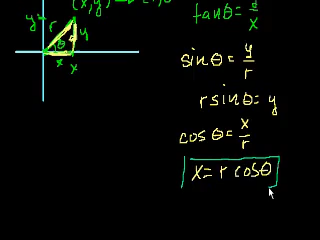 (x,y)
tanθ = y/x
y
r
y
θ
x
x
sinθ = y/r
r sinθ = y
cosθ = x/r
x = r cosθ